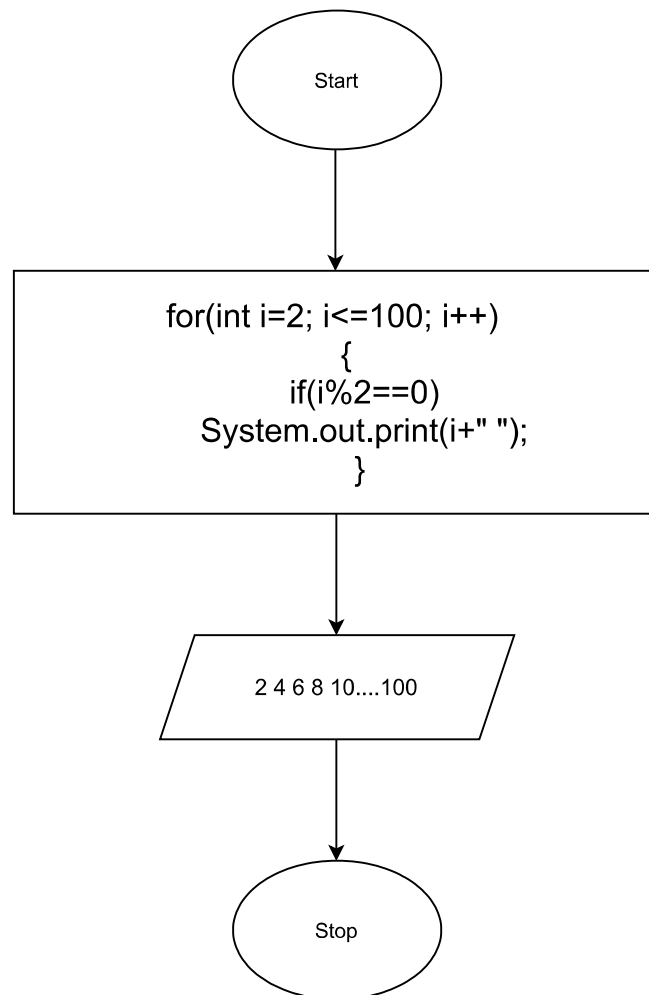 Start
for(int i=2; i<=100; i++)
{
if(i%2==0)
System.out.print(i+" ");
}
2 4 6 8 10....100
Stop